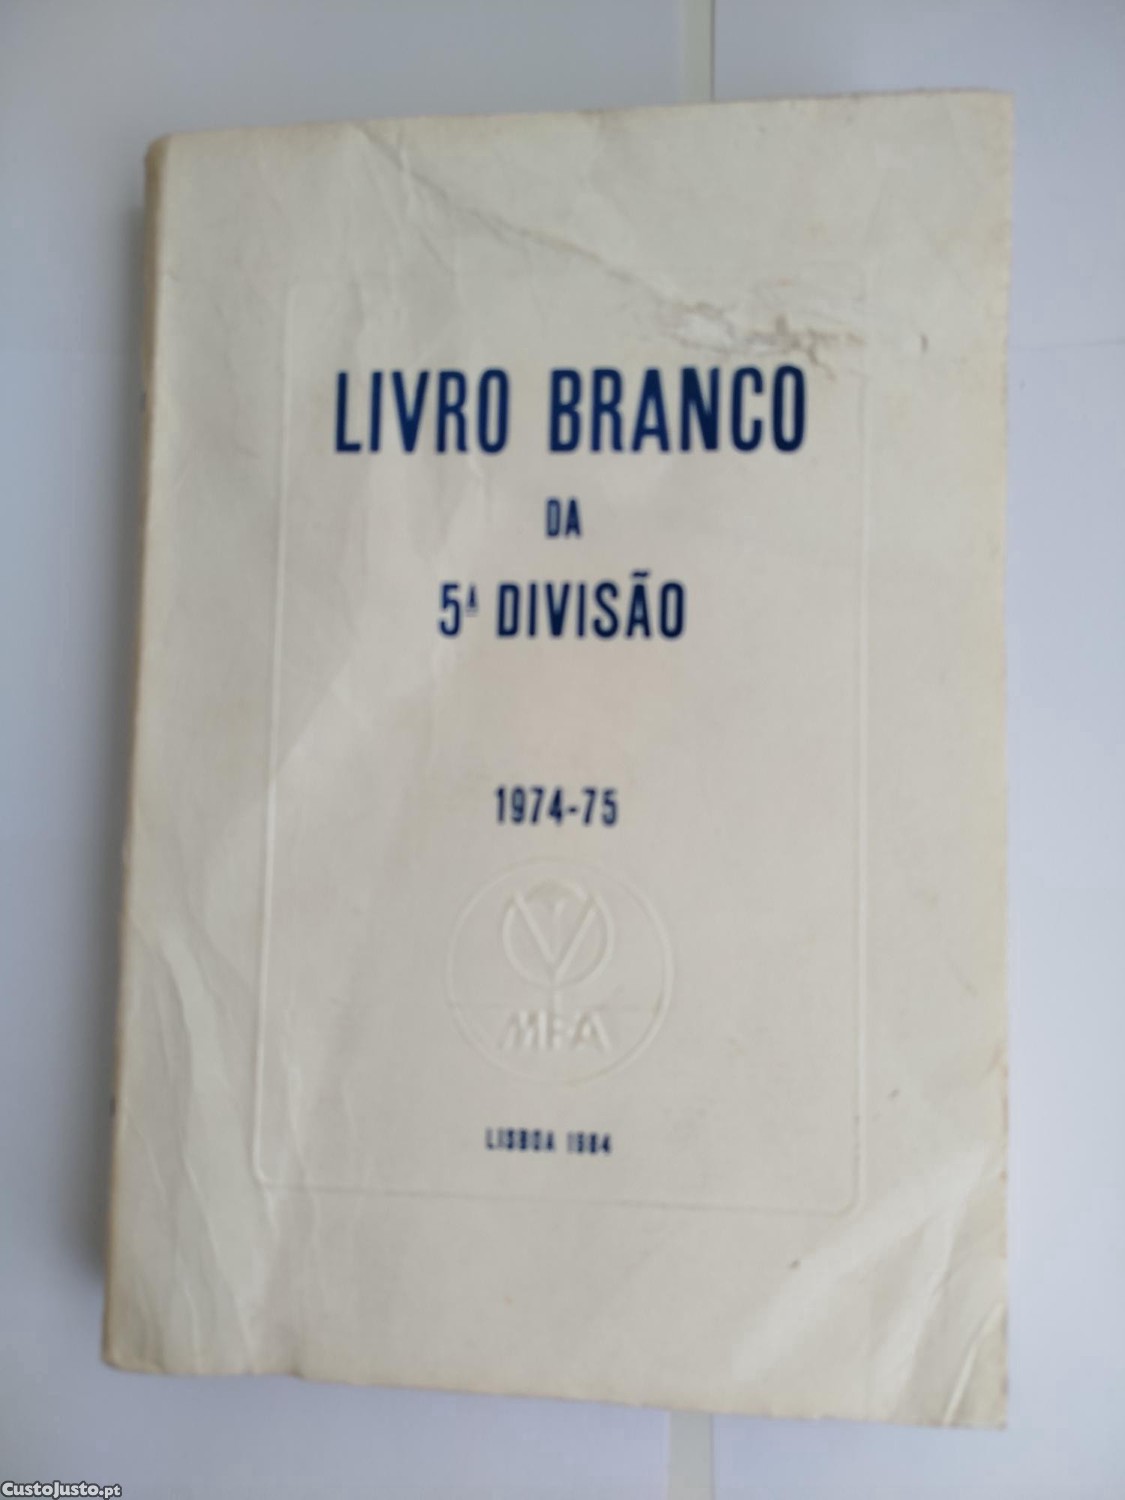 LIVRO BRANCO
DA
5ª DIVISÃO
1974-75
MFA
LISBOA 1984
CustoJusto.pt